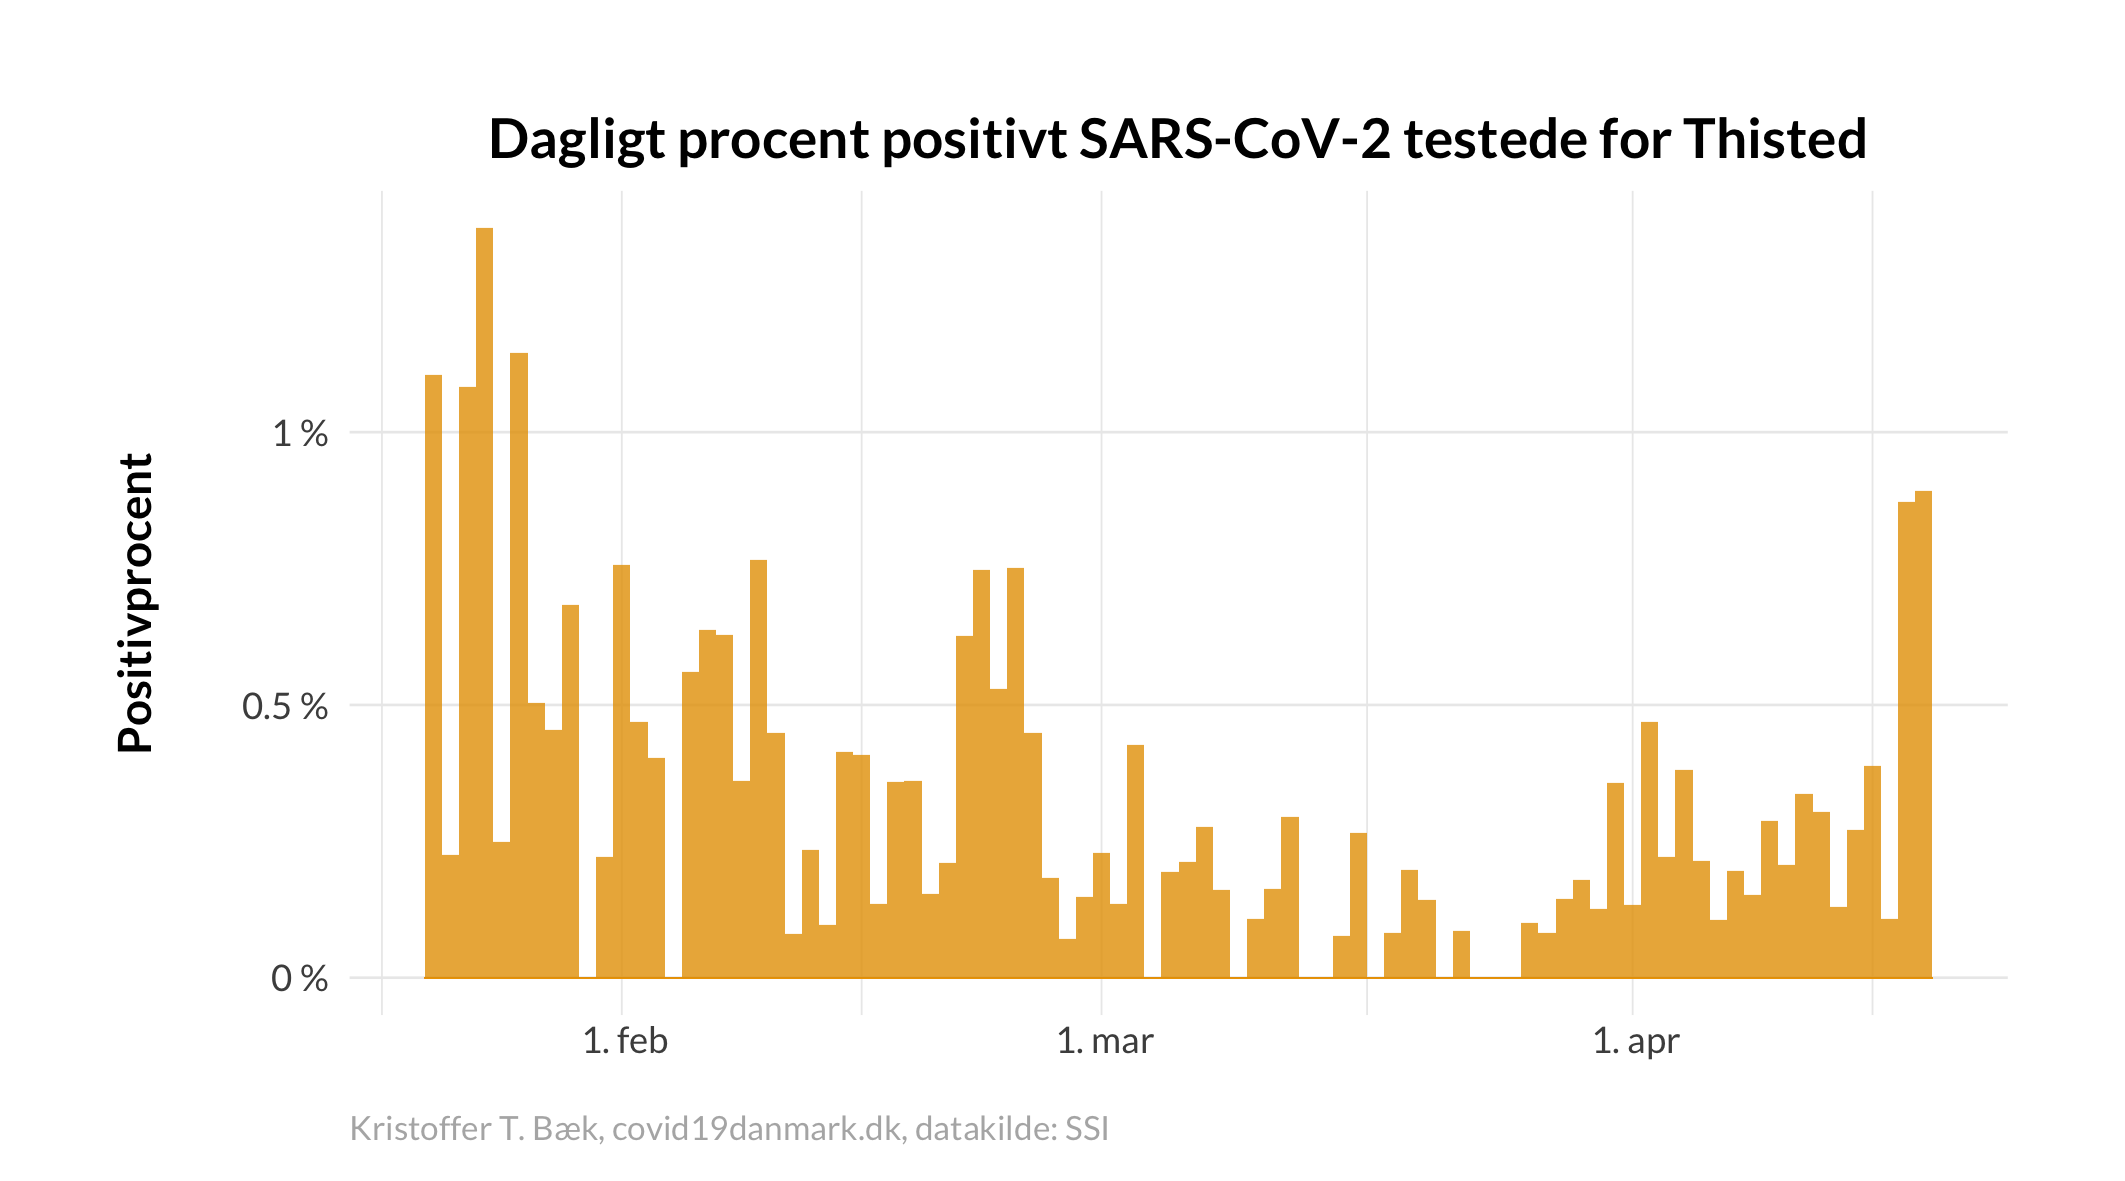 Dagligt procent positivt SARS-CoV-2 testede for Thisted
Positivprocent
1 %
0.5 %
0 %
1. feb
1. mar
1. apr
Kristoffer T. Bæk, covid19danmark.dk, datakilde: SSI